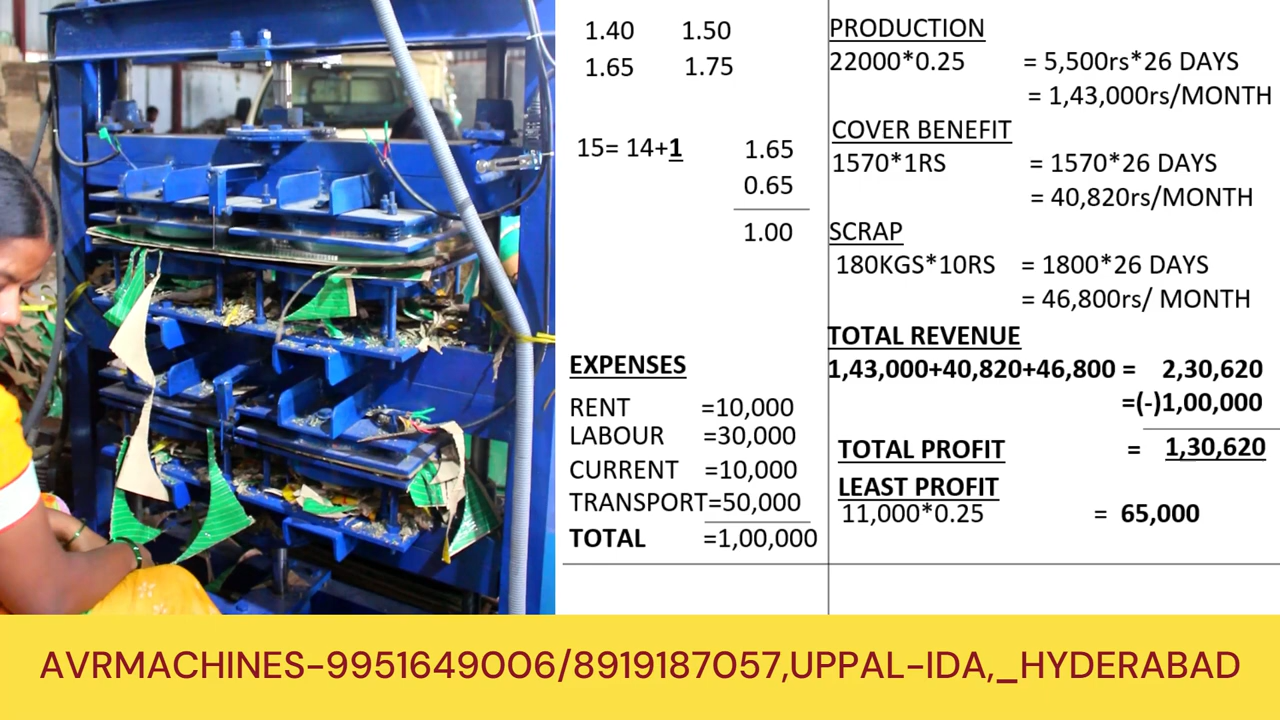 1.40 1.50
1.65 1.75
15= 14+1 1.65
0.65
1.00
EXPENSES
RENT =10,000
LABOUR =30,000
CURRENT =10,000
TRANSPORT=50,000
TOTAL =1,00,000
PRODUCTION
22000*0.25 = 5,500rs*26 DAYS
= 1,43,000rs/MONTH
COVER BENEFIT
1570*1RS = 1570*26 DAYS
= 40,820rs/MONTH
SCRAP
180KGS*10RS = 1800*26 DAYS
= 46,800rs/ MONTH
TOTAL REVENUE
1,43,000+40,820+46,800 = 2,30,620
=(-)1,00,000
TOTAL PROFIT = 1,30,620
LEAST PROFIT
11,000*0.25 = 65,000
AVRMACHINES-9951649006/8919187057,UPPAL-IDA,_HYDERABAD